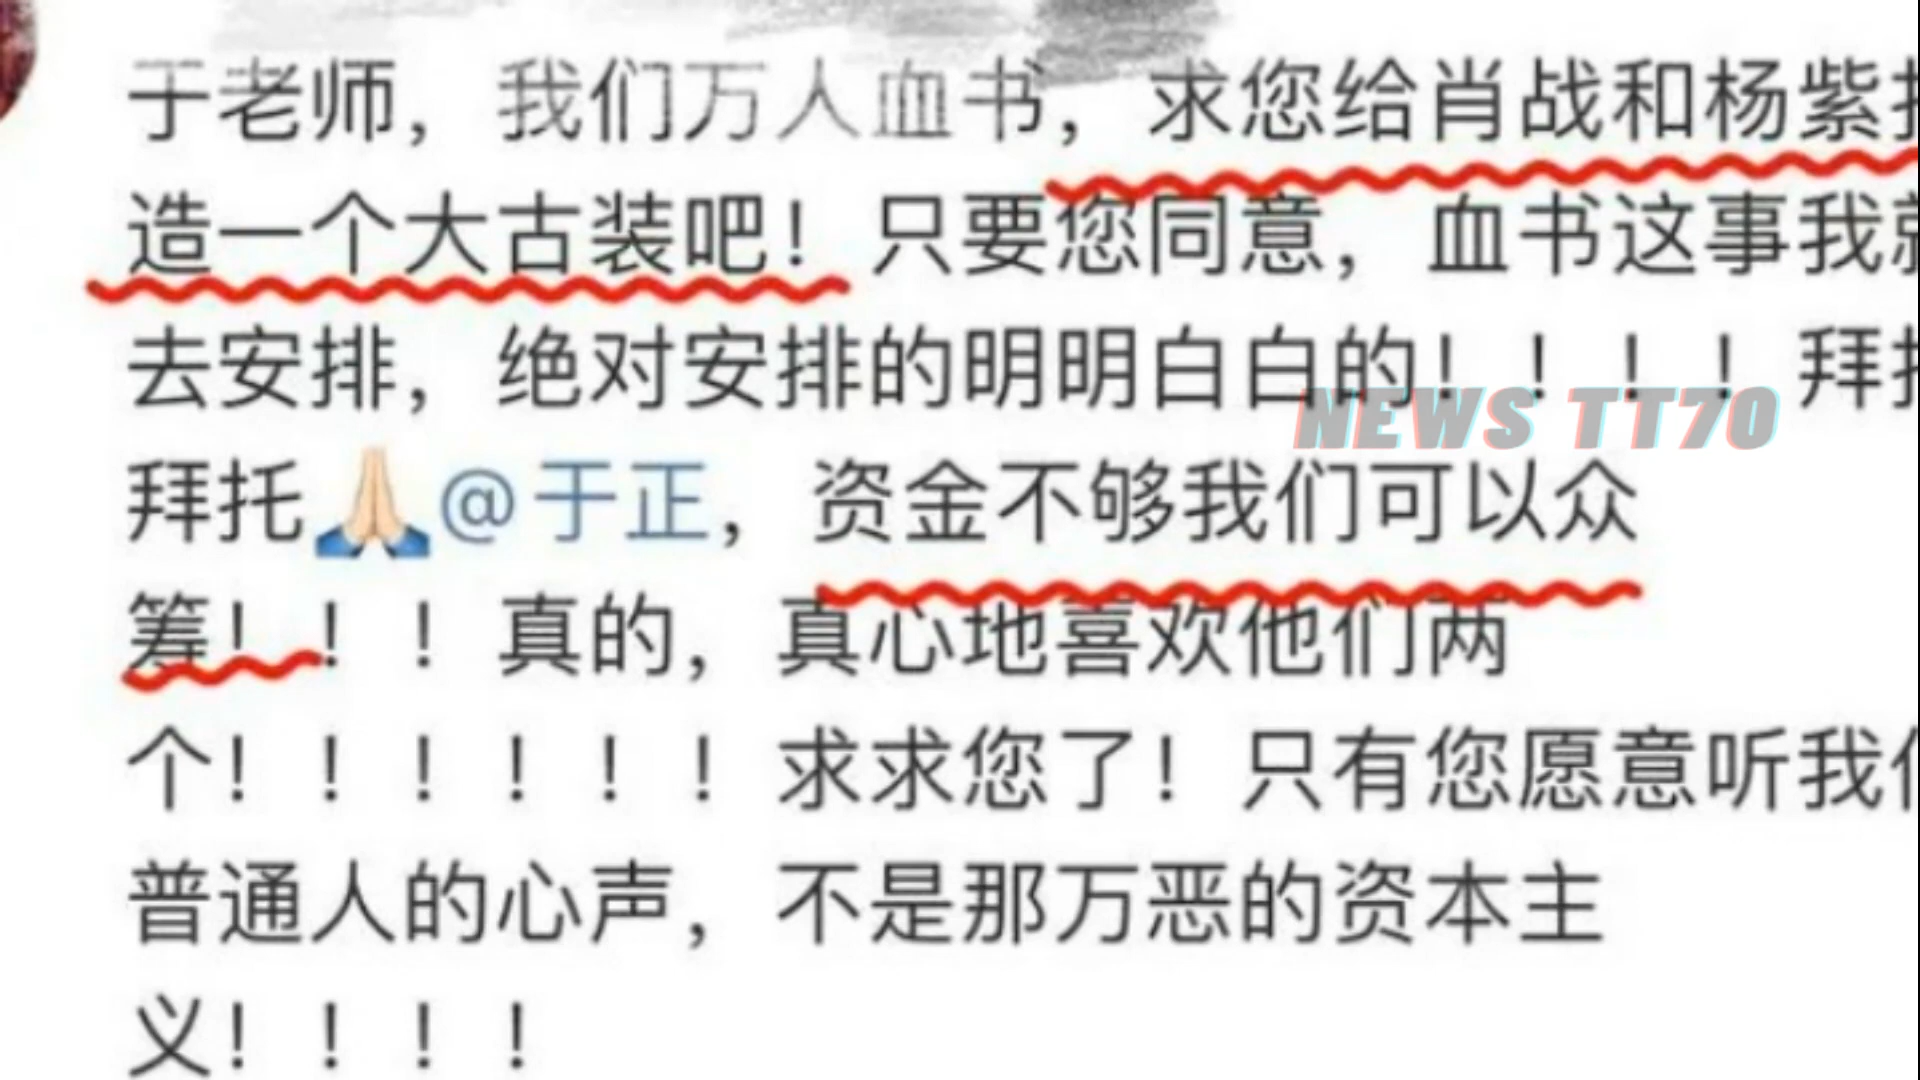 于老师，我们万人血书，求您给肖战和杨紫
造一个大古装吧！只要您同意，血书这事我
去安排，绝对安排的明明白白的！！！！拜
NEWS TT70
拜托🙏🏻@于正，资金不够我们可以众
筹！！！真的，真心地喜欢他们两
个！！！！！！求求您了！只有您愿意听我
普通人的心声，不是那万恶的资本主
义！！！！